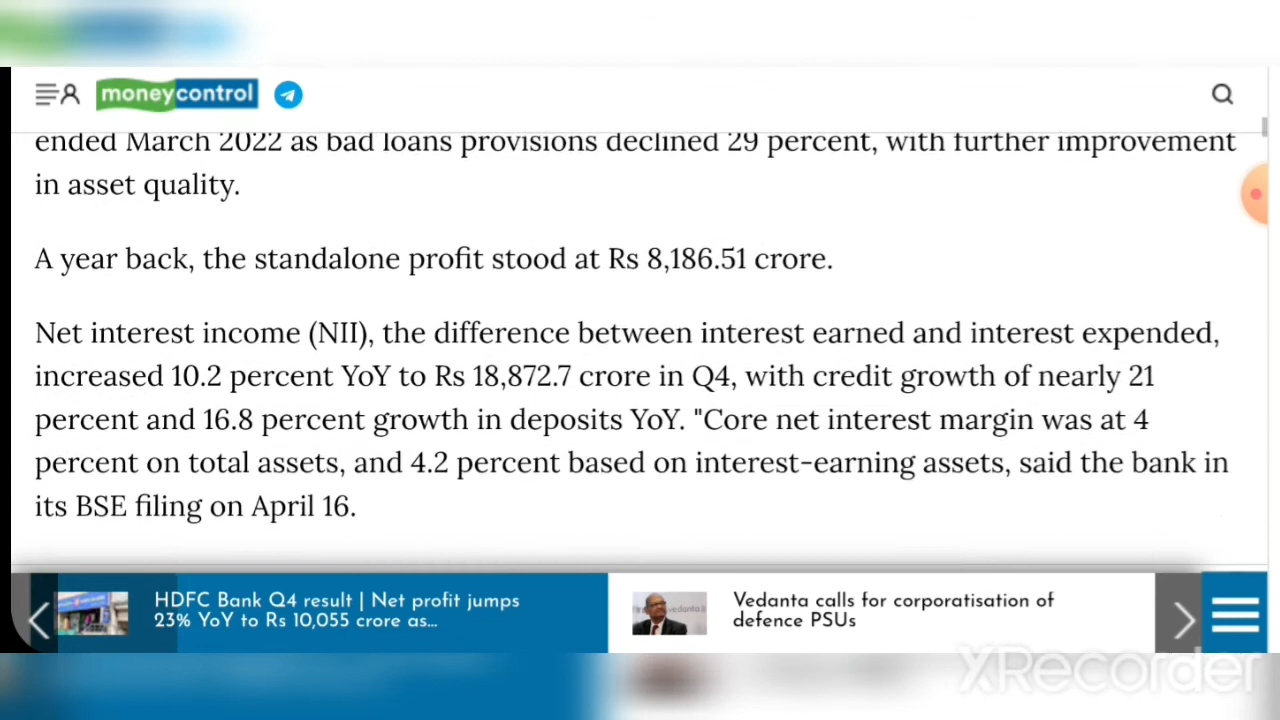 moneycontrol
ended March 2022 as bad loans provisions declined 29 percent, with further improvement
in asset quality.
A year back, the standalone profit stood at Rs 8,186.51 crore.
Net interest income (NII), the difference between interest earned and interest expended,
increased 10.2 percent YoY to Rs 18,872.7 crore in Q4, with credit growth of nearly 21
percent and 16.8 percent growth in deposits YoY. "Core net interest margin was at 4
percent on total assets, and 4.2 percent based on interest-earning assets, said the bank in
its BSE filing on April 16.
HDFC Bank Q4 result | Net profit jumps
23% YoY to Rs 10,055 crore as...
Vedanta calls for corporatisation of
defence PSUs
XRecorder